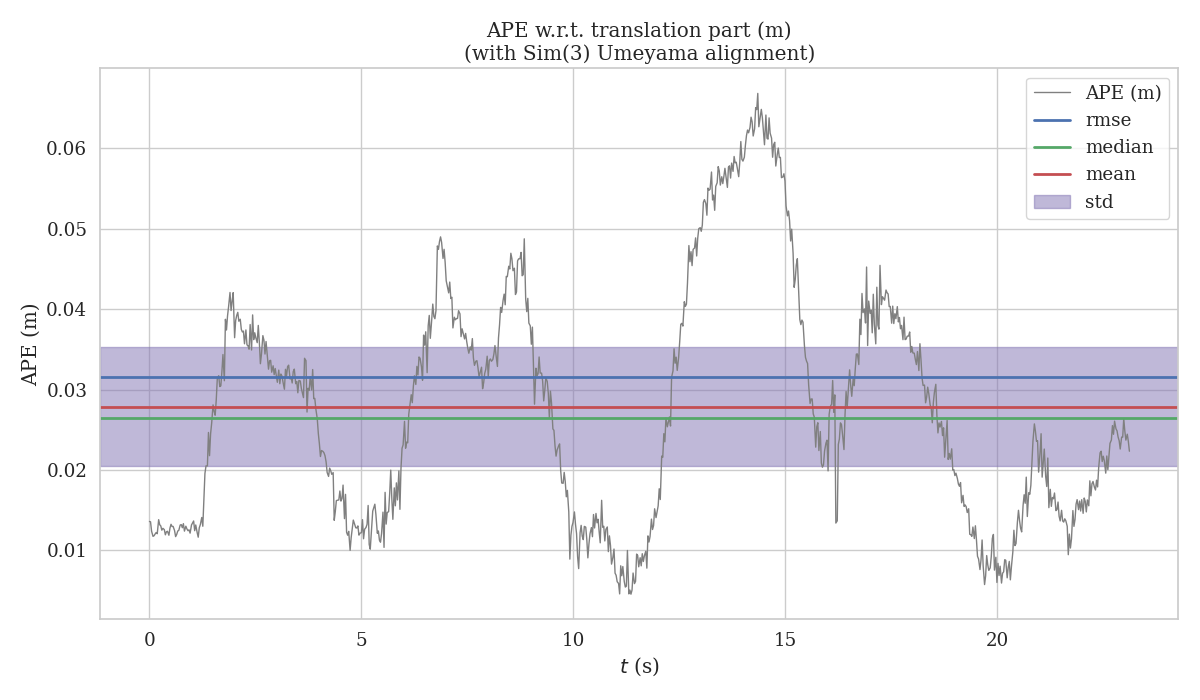 APE w.r.t. translation part (m)
(with Sim(3) Umeyama alignment)
APE (m)
rmse
median
mean
std
APE (m)
0.06
0.05
0.04
0.03
0.02
0.01
0
5
10
15
20
t (s)